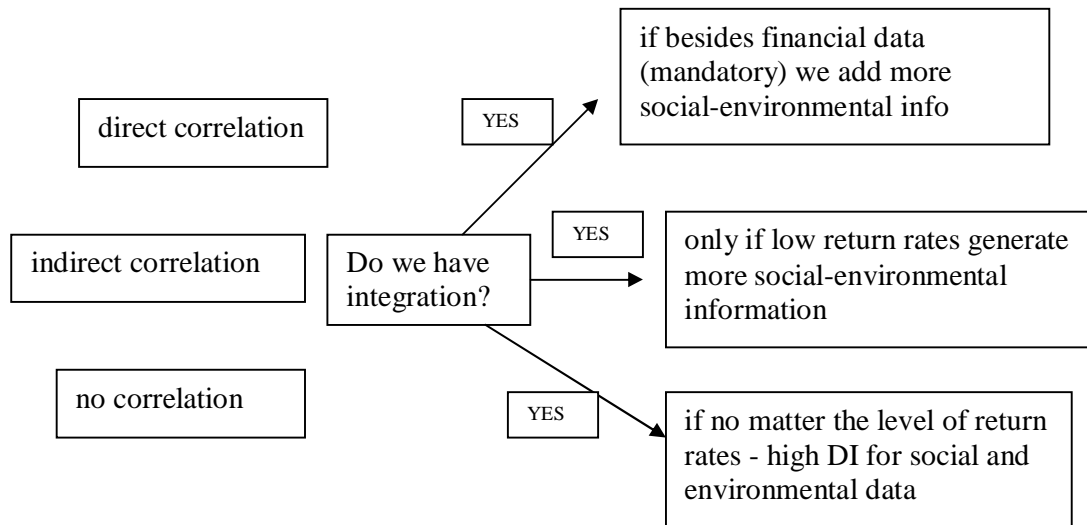 if besides financial data
(mandatory) we add more
social-environmental info
direct correlation
YES
indirect correlation
Do we have
integration?
YES
only if low return rates generate
more social-environmental
information
no correlation
YES
if no matter the level of return
rates - high DI for social and
environmental data